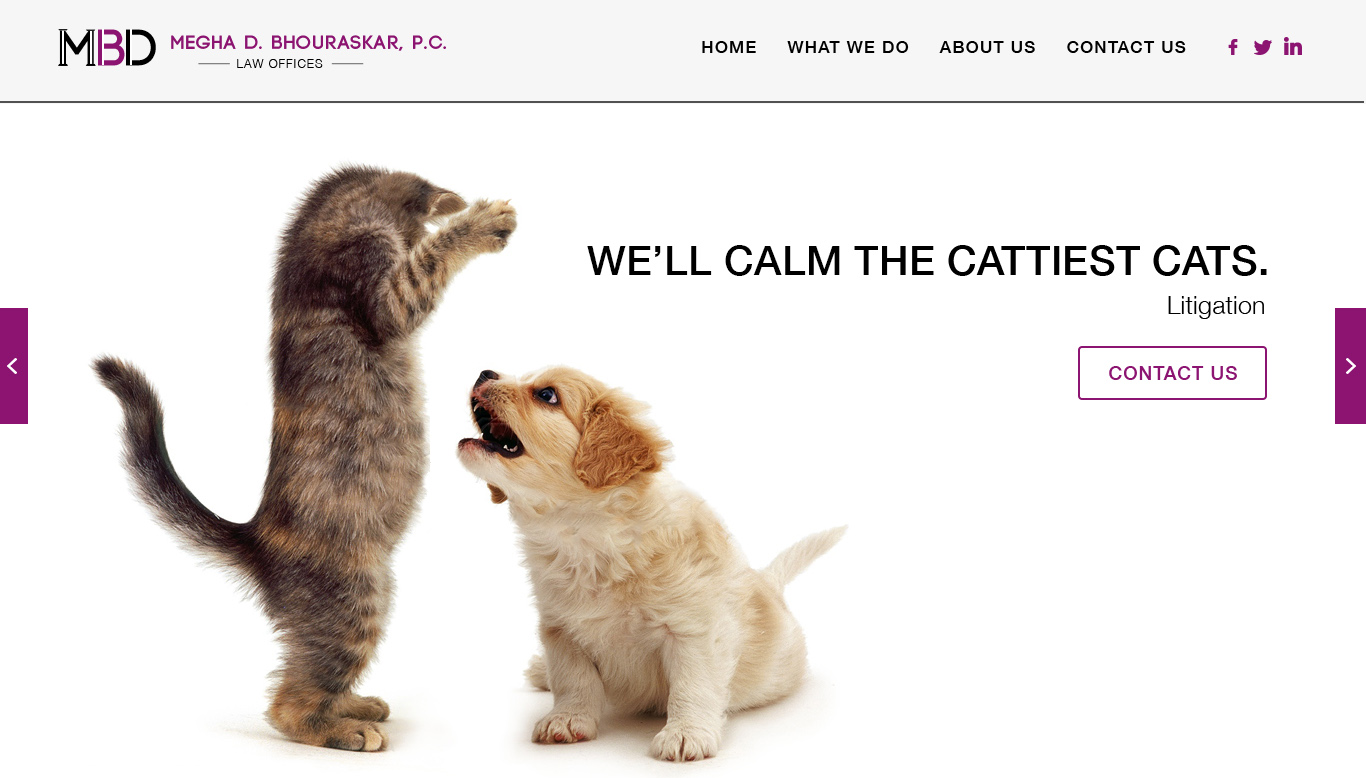 MBD
MEGHA D. BHOURASKAR, P.C.
LAW OFFICES
HOME WHAT WE DO ABOUT US CONTACT US
WE’LL CALM THE CATTIEST CATS.
Litigation
CONTACT US